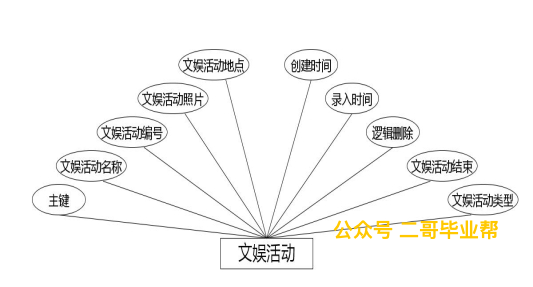 文娱活动地点
创建时间
文娱活动照片
录入时间
文娱活动编号
逻辑删除
文娱活动名称
文娱活动结束
主键
文娱活动类型
公众号 二哥毕业帮
文娱活动